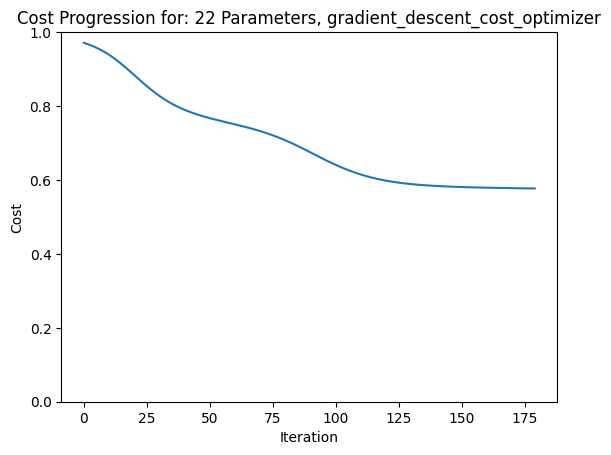 Cost Progression for: 22 Parameters, gradient_descent_cost_optimizer
1.0
0.8
0.6
0.4
0.2
0.0
Cost
0 25 50 75 100 125 150 175
Iteration